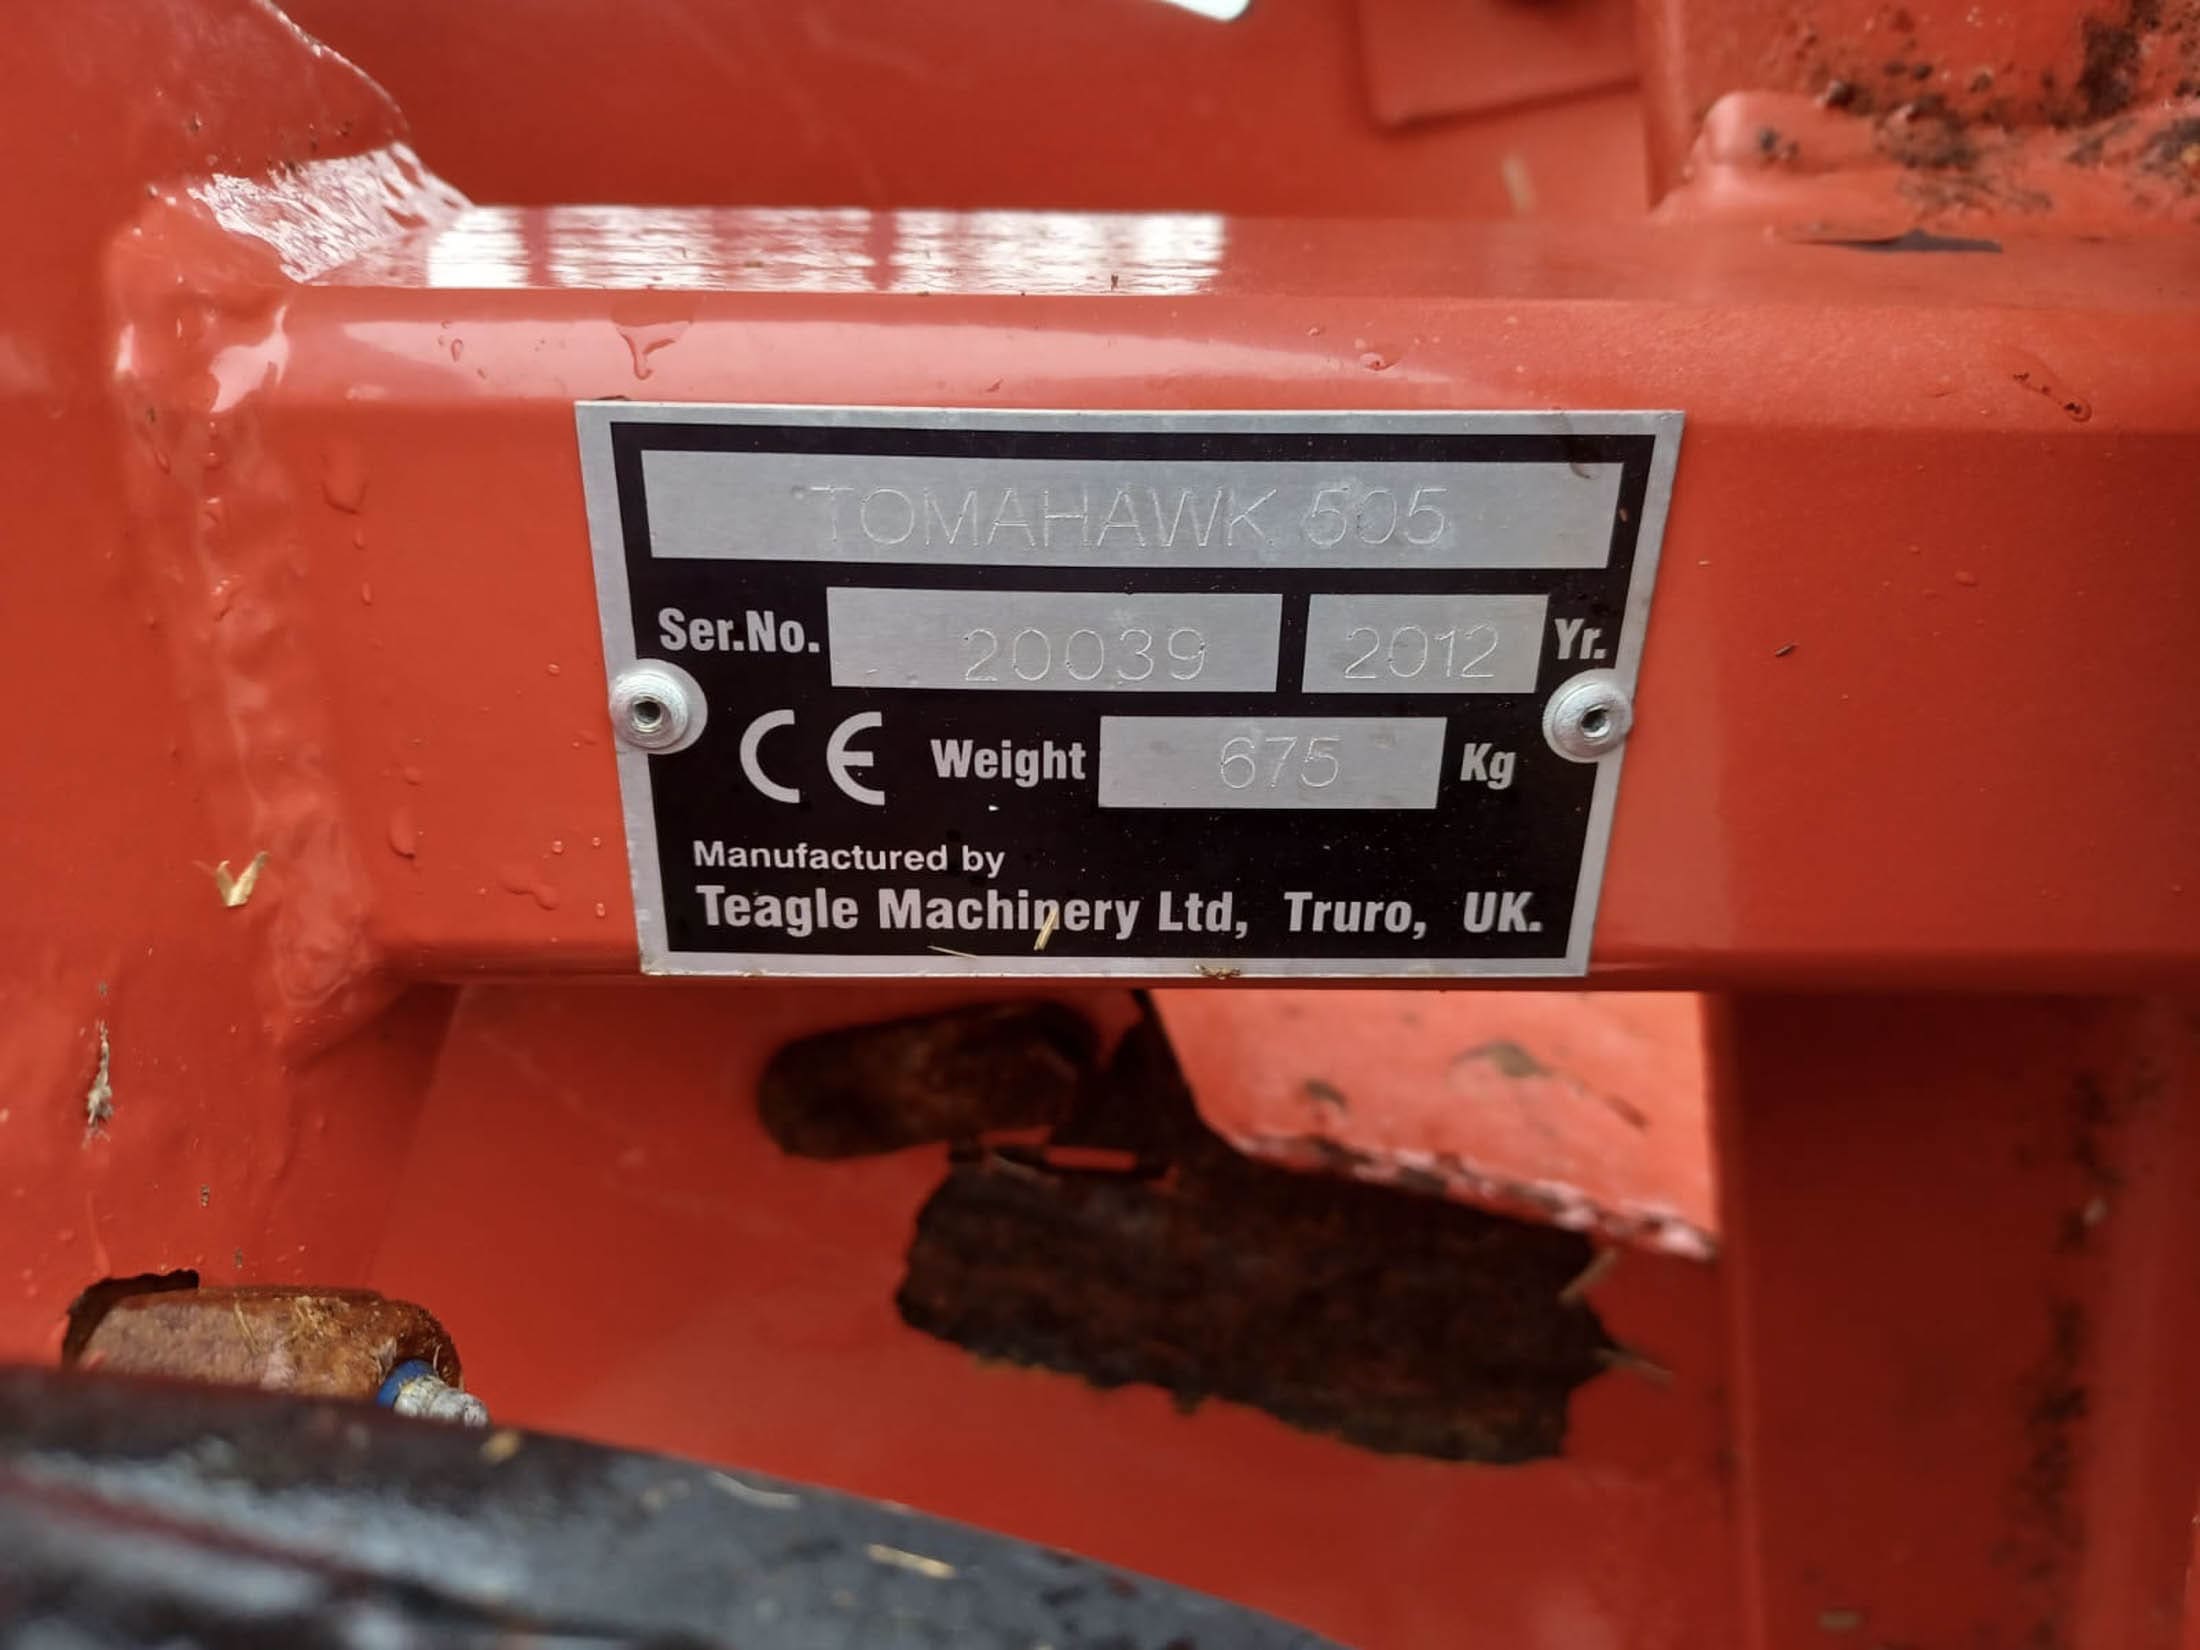 TOMAHAWK 505
Ser.No. 20039 2012 Yr.
CE Weight 675 Kg
Manufactured by
Teagle Machinery Ltd, Truro, UK.